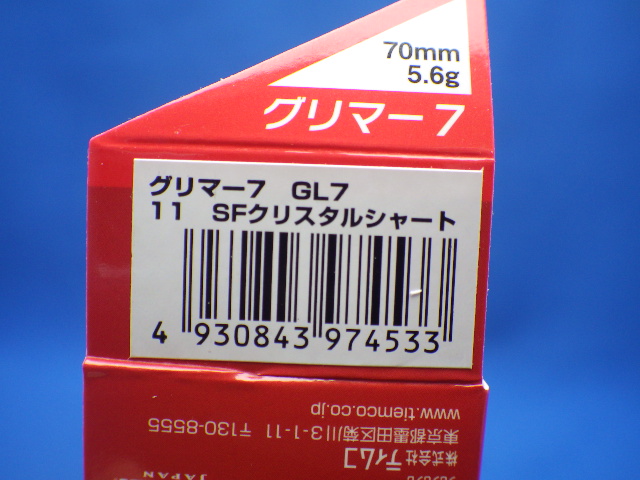 70mm
5.6g
グリマー7
グリマー7 GL7
11 SFクリスタルシャート
4 930843 974533
www.tiemco.co.jp
東京都墨田区菊川3-1-11 〒130-8555
株式会社ティムコ
JAPAN